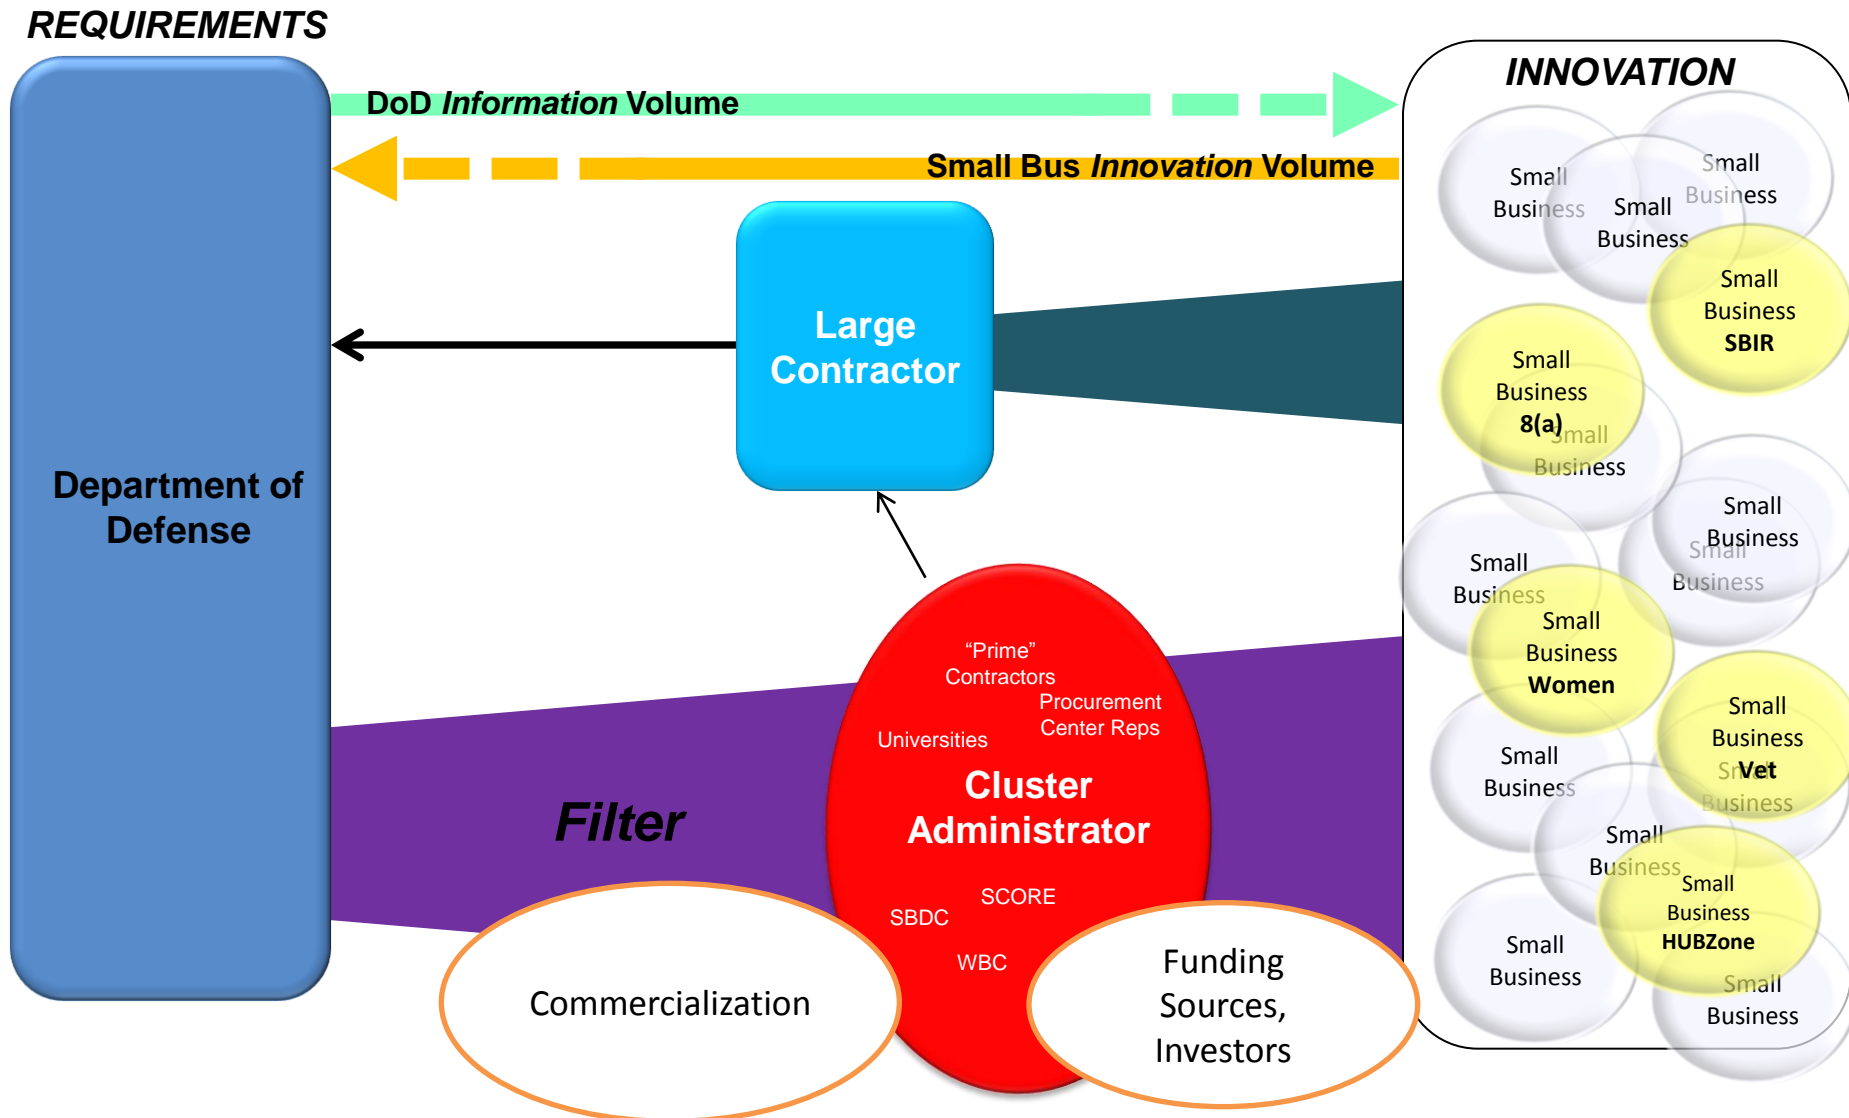 REQUIREMENTS
INNOVATION
DoD Information Volume
Small Bus Innovation Volume
Department of
Defense
Large
Contractor
Filter
“Prime”
Contractors
Procurement
Center Reps
Universities
Cluster
Administrator
SCORE
SBDC
WBC
Commercialization
Funding
Sources,
Investors
Small
Business
Small
Business
Small
Business
Small
Business
SBIR
Small
Business
8(a)
Small
Business
Small
Business
Small
Business
Small
Business
Small
Business
Women
Small
Business
Vet
Small
Business
Small
Business
Small
Business
Small
Business
HUBZone
Small
Business
Small
Business